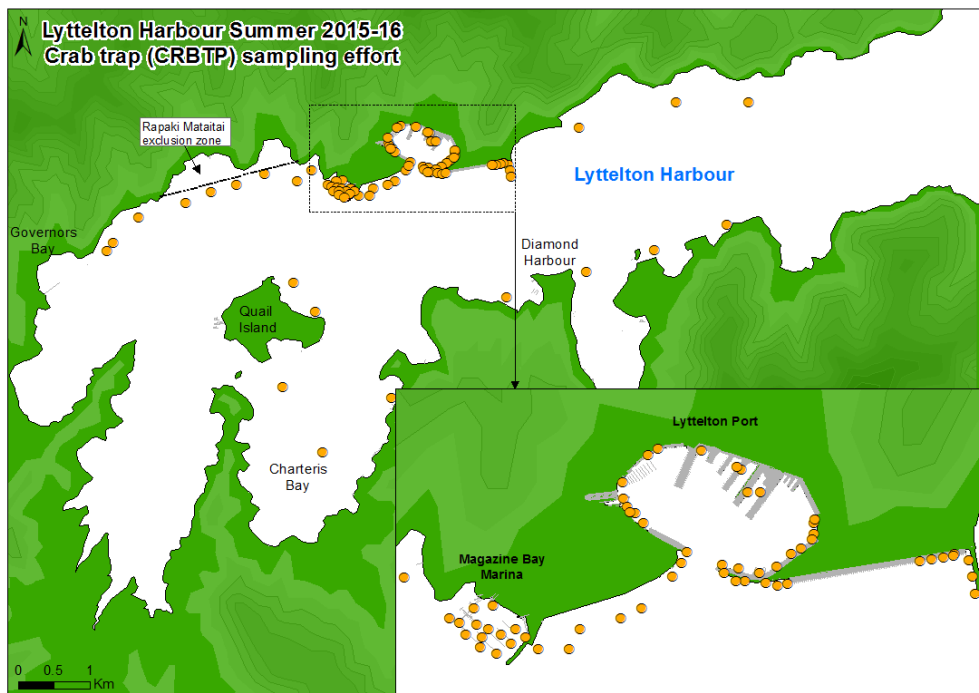 N
Lyttelton Harbour Summer 2015-16
Crab trap (CRBTP) sampling effort
Rapaki Mataitai
exclusion zone
Lyttelton Harbour
Governors
Bay
Diamond
Harbour
Quail
Island
Charteris
Bay
Lyttelton Port
Magazine Bay
Marina
0 0.5 1
Km